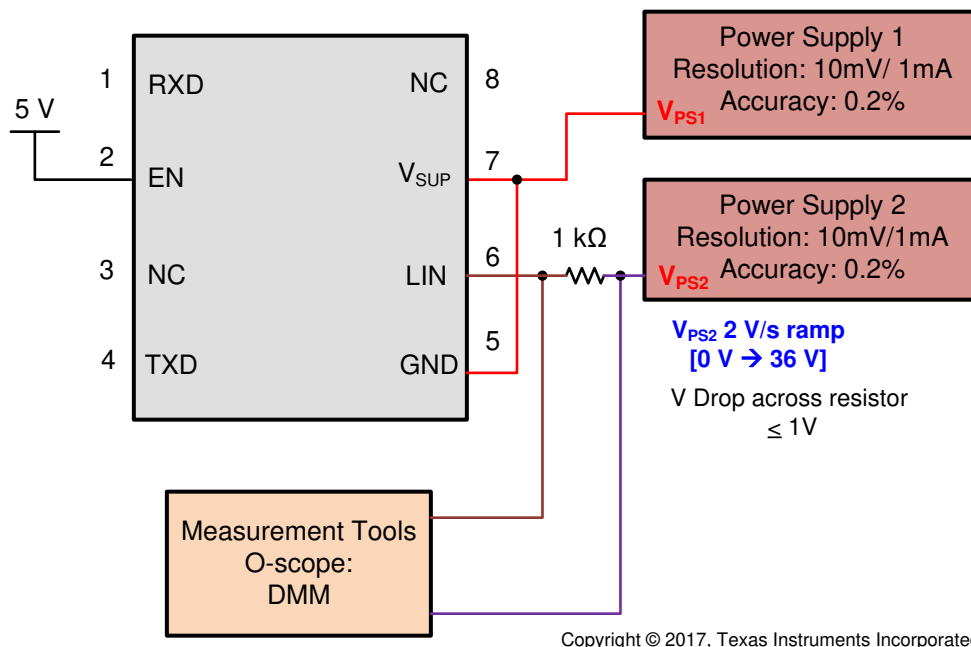 5 V
1
RXD
2
EN
3
NC
4
TXD
NC
8
VSUP
7
LIN
6
GND
5
1 kΩ
Power Supply 1
Resolution: 10mV/ 1mA
Accuracy: 0.2%
VPS1
Power Supply 2
Resolution: 10mV/1mA
Accuracy: 0.2%
VPS2
VPS2 2 V/s ramp
[0 V → 36 V]
V Drop across resistor
≤ 1V
Measurement Tools
O-scope:
DMM
Copyright © 2017, Texas Instruments Incorporated